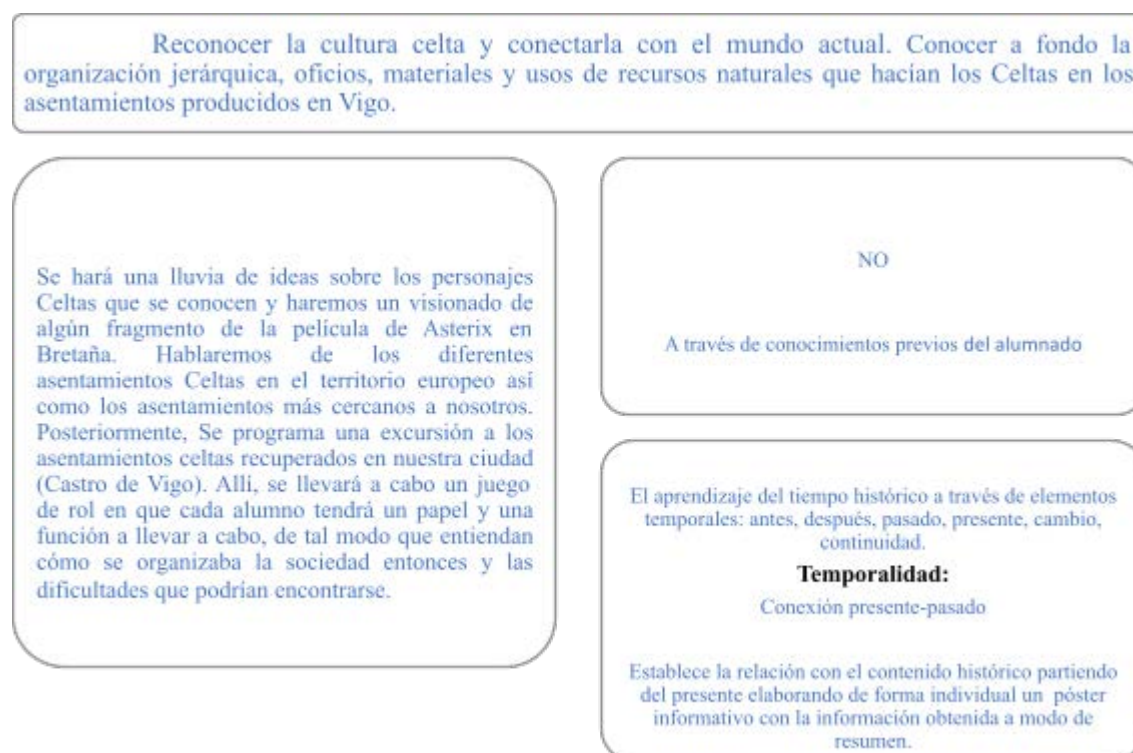 Reconocer la cultura celta y conectarla con el mundo actual. Conocer a fondo la
organización jerárquica, oficios, materiales y usos de recursos naturales que hacían los Celtas en los
asentamientos producidos en Vigo.
Se hará una lluvia de ideas sobre los personajes
Celtas que se conocen y haremos un visionado de
algún fragmento de la película de Asterix en
Bretaña. Hablaremos de los diferentes
asentamientos Celtas en el territorio europeo así
como los asentamientos más cercanos a nosotros.
Posteriormente, Se programa una excursión a los
asentamientos celtas recuperados en nuestra ciudad
(Castro de Vigo). Allí, se llevará a cabo un juego
de rol en que cada alumno tendrá un papel y una
función a llevar a cabo, de tal modo que entiendan
cómo se organizaba la sociedad entonces y las
dificultades que podrían encontrarse.
NO
A través de conocimientos previos del alumnado
El aprendizaje del tiempo histórico a través de elementos
temporales: antes, después, pasado, presente, cambio,
continuidad.
Temporalidad:
Conexión presente-pasado
Establece la relación con el contenido histórico partiendo
del presente elaborando de forma individual un póster
informativo con la información obtenida a modo de
resumen.